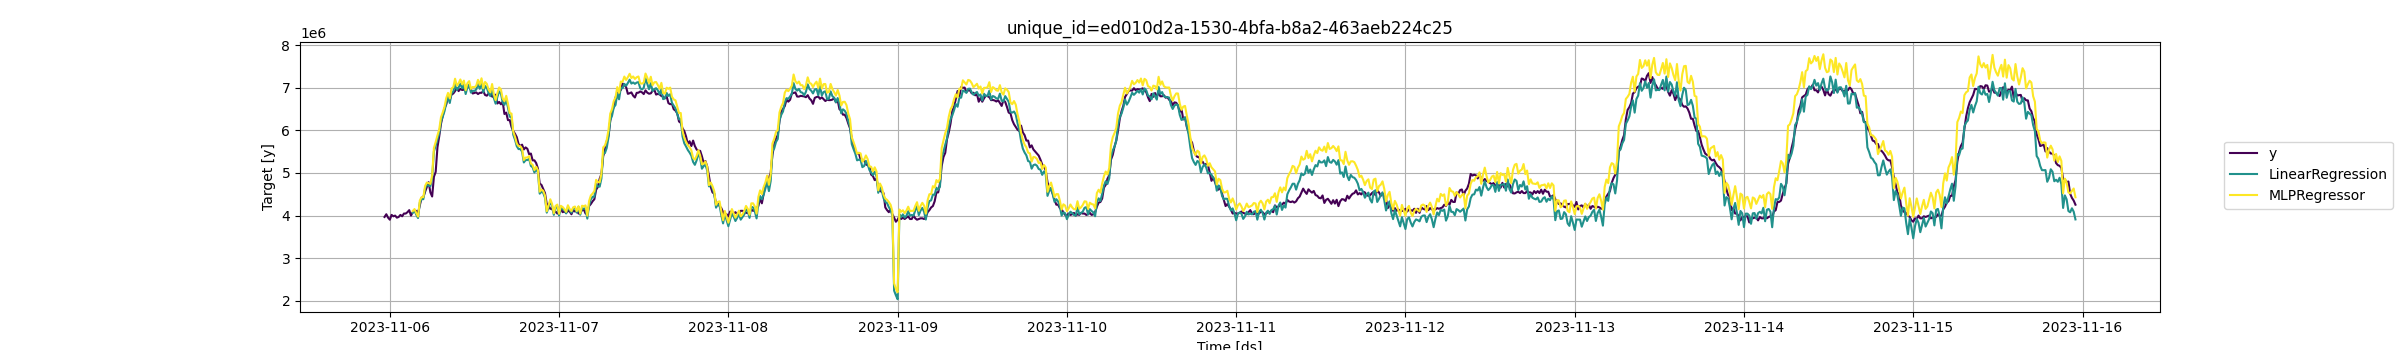 unique_id=ed010d2a-1530-4bfa-b8a2-463aeb224c25
1e6
8
7
6
5
4
3
2
Target [y]
2023-11-06 2023-11-07 2023-11-08 2023-11-09 2023-11-10 2023-11-11 2023-11-12 2023-11-13 2023-11-14 2023-11-15 2023-11-16
Time [ds]
y
LinearRegression
MLPRegressor